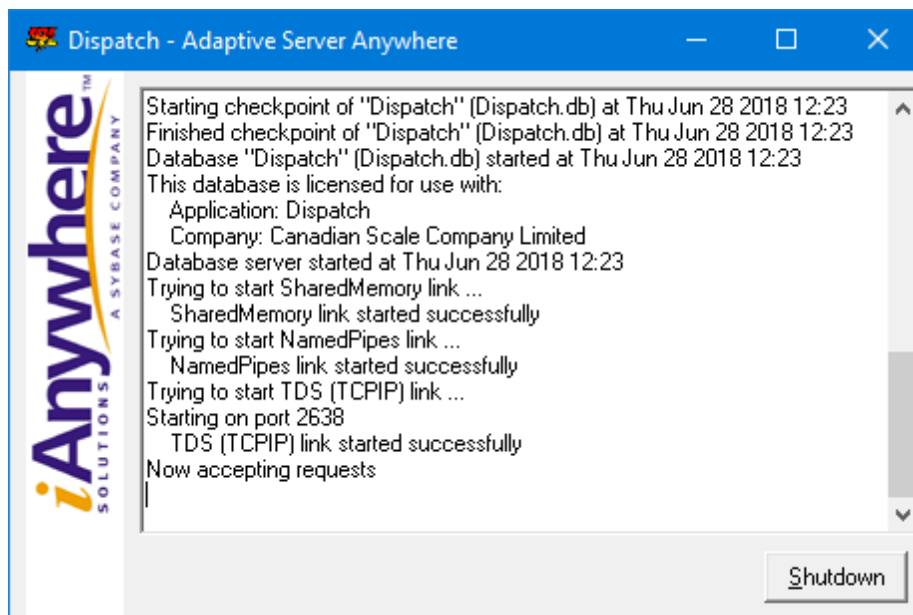 Dispatch - Adaptive Server Anywhere
iAnywhere™
SOLUTIONS A SYBASE COMPANY
Starting checkpoint of "Dispatch" (Dispatch.db) at Thu Jun 28 2018 12:23
Finished checkpoint of "Dispatch" (Dispatch.db) at Thu Jun 28 2018 12:23
Database "Dispatch" (Dispatch.db) started at Thu Jun 28 2018 12:23
This database is licensed for use with:
Application: Dispatch
Company: Canadian Scale Company Limited
Database server started at Thu Jun 28 2018 12:23
Trying to start SharedMemory link ...
SharedMemory link started successfully
Trying to start NamedPipes link ...
NamedPipes link started successfully
Trying to start TDS (TCPIP) link ...
Starting on port 2638
TDS (TCPIP) link started successfully
Now accepting requests
Shutdown